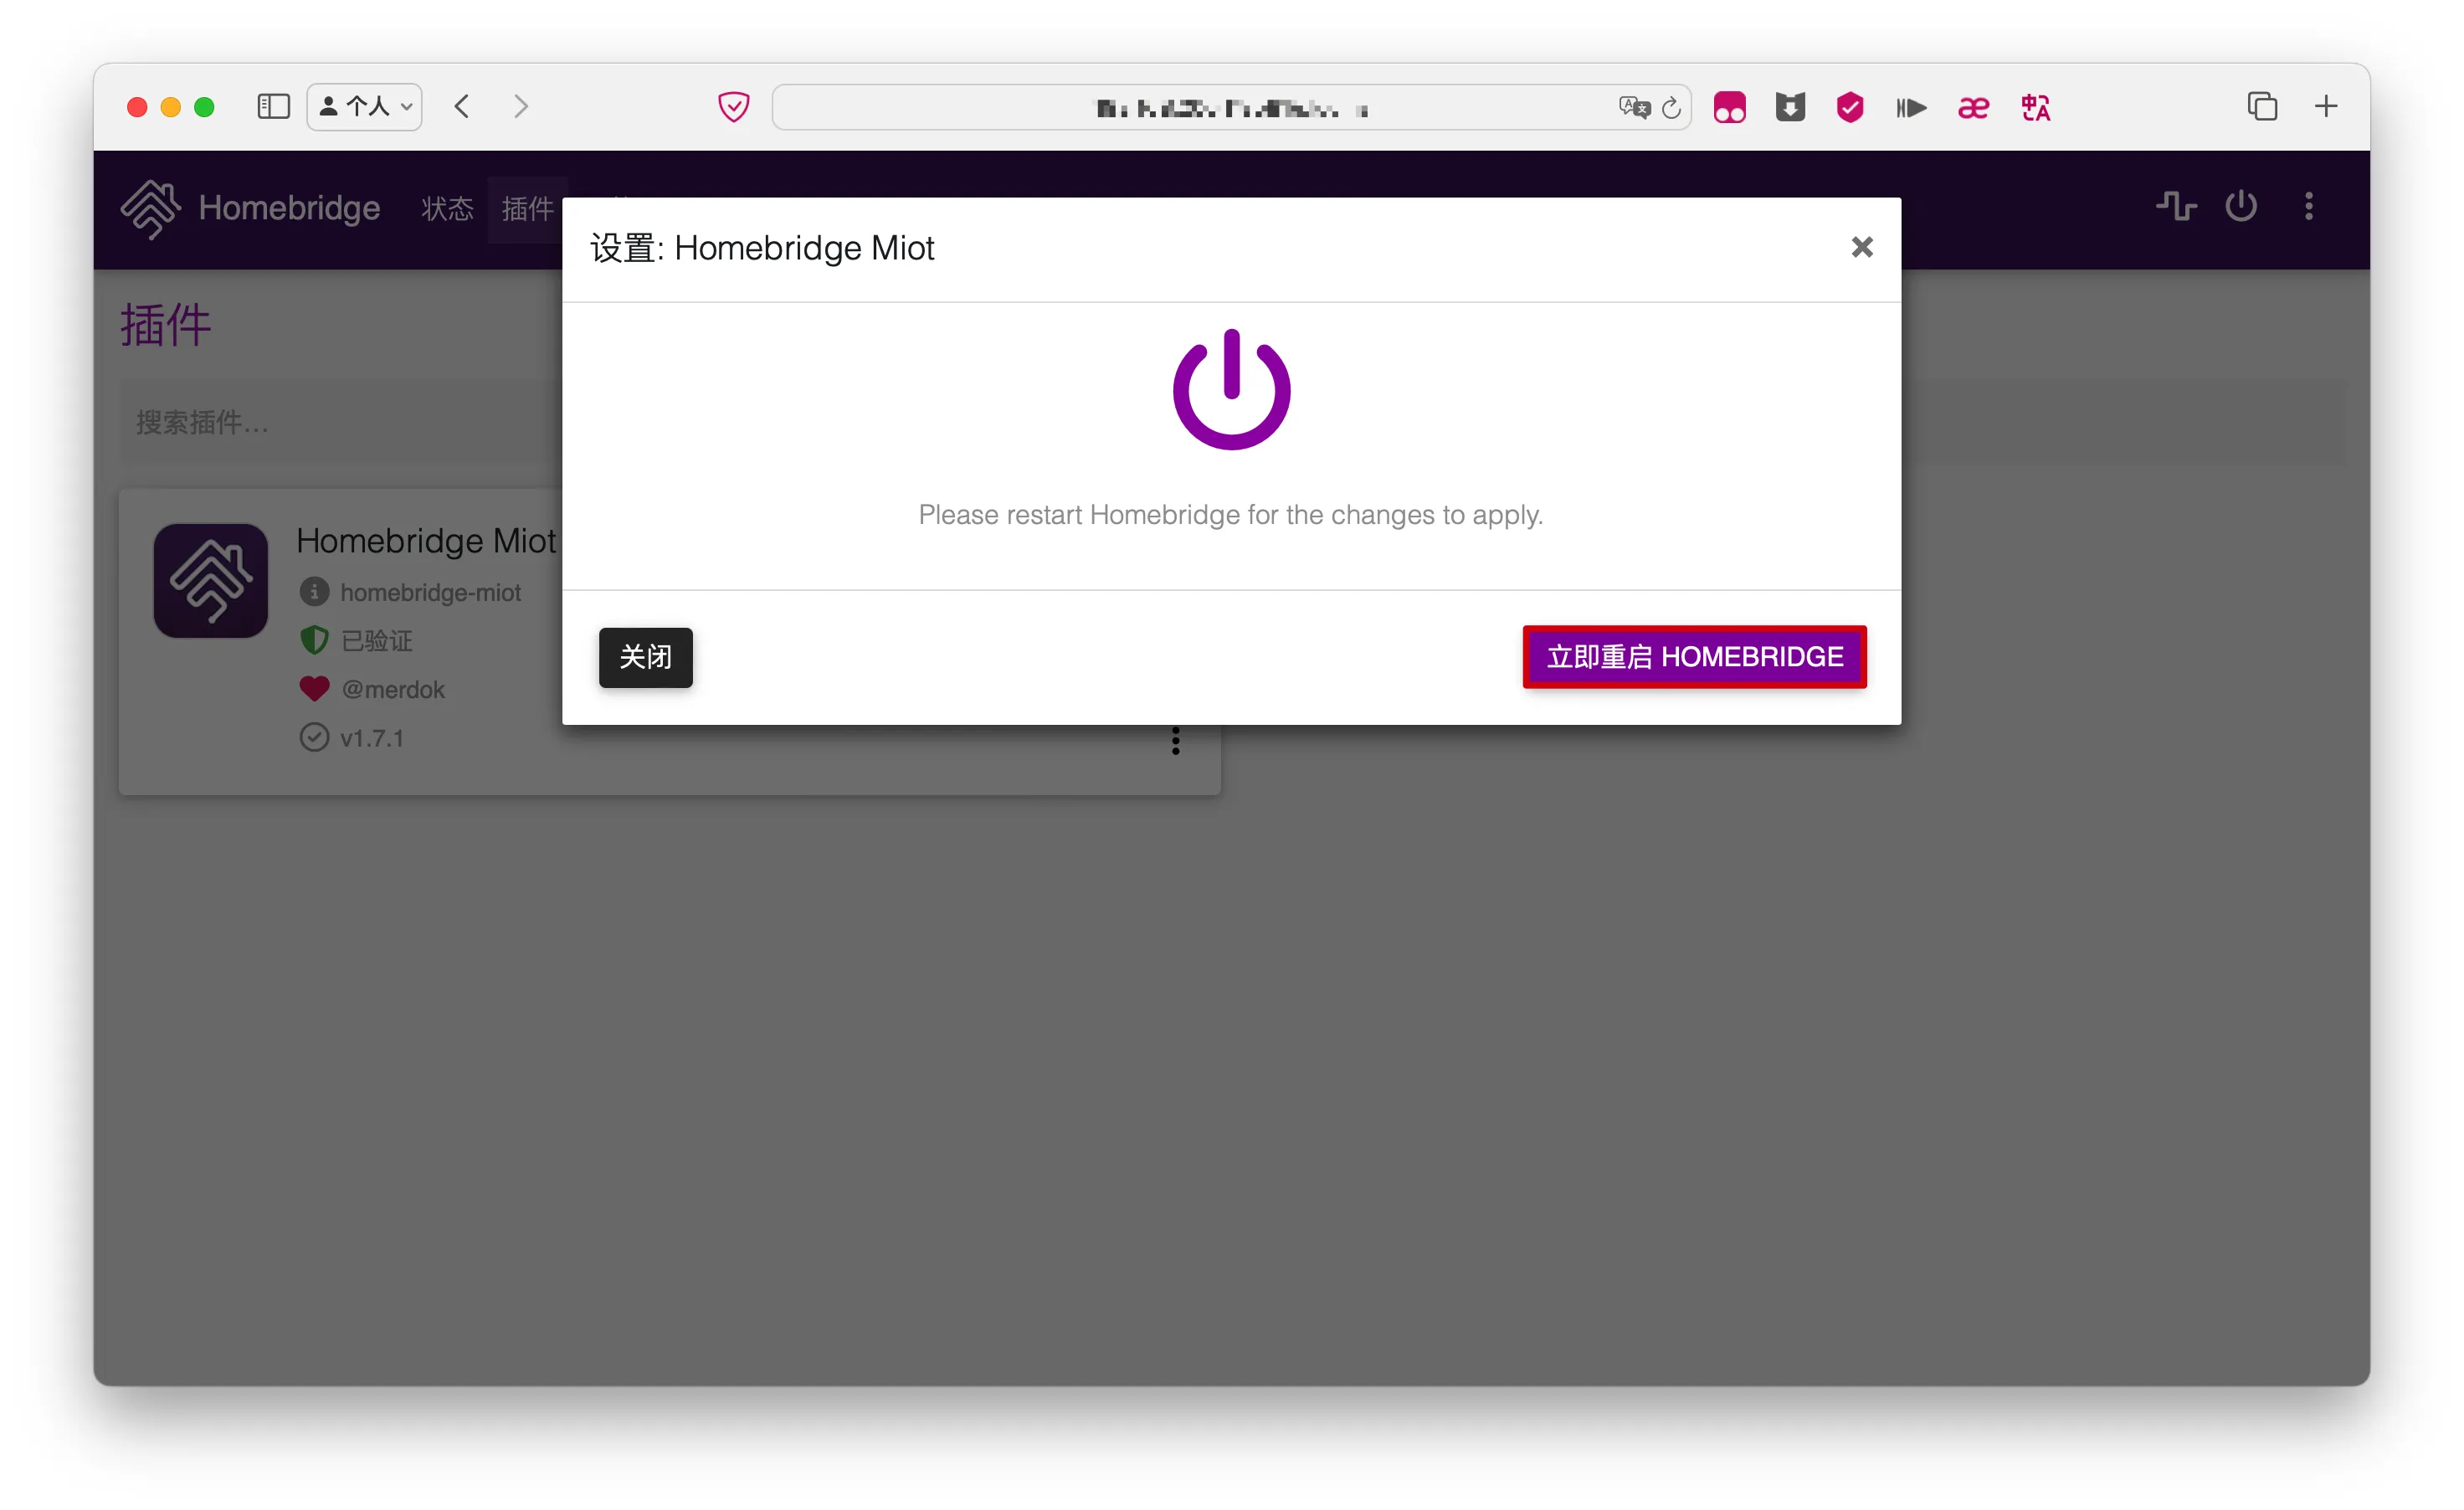 个人
Homebridge
状态
插件
设置: Homebridge Miot
插件
搜索插件...
Please restart Homebridge for the changes to apply.
Homebridge Miot
homebridge-miot
已验证
@merdok
v1.7.1
关闭
立即重启 HOMEBRIDGE